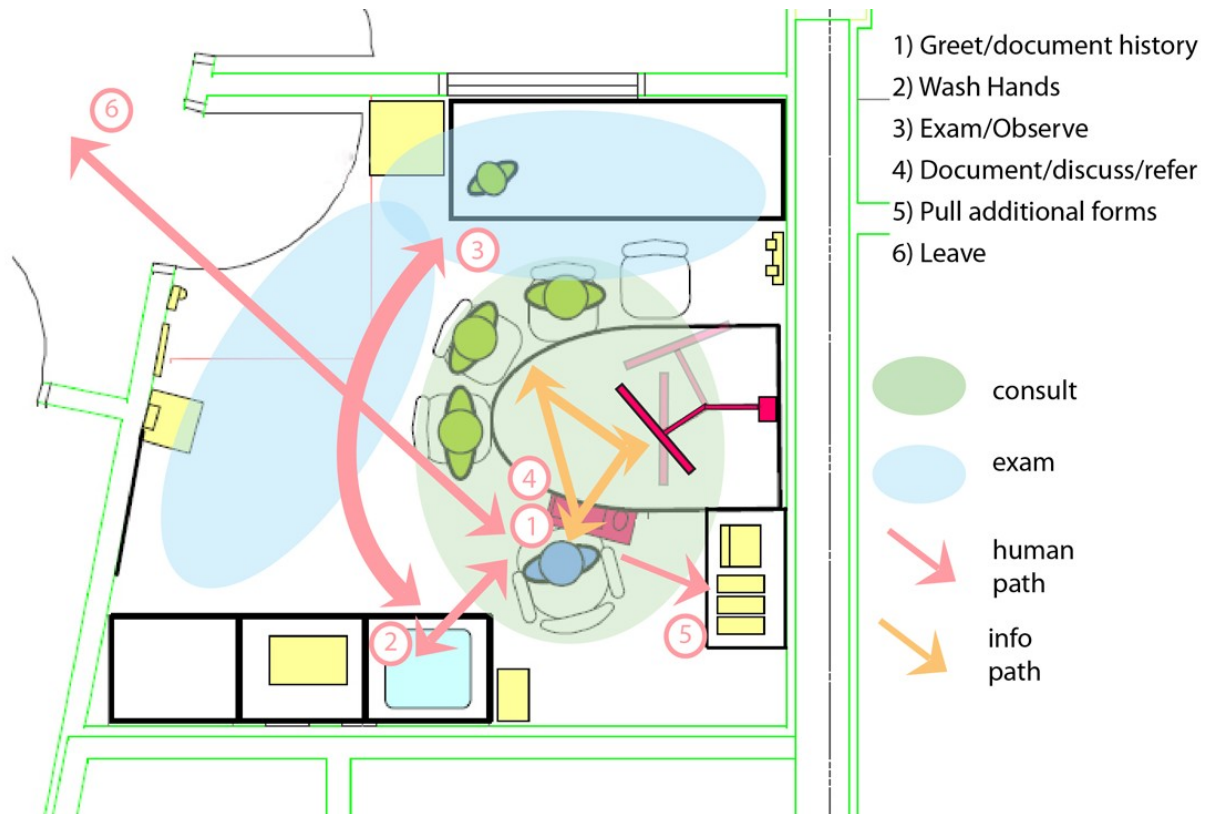 1) Greet/document history
2) Wash Hands
3) Exam/Observe
4) Document/discuss/refer
5) Pull additional forms
6) Leave
consult
exam
human
path
info
path
6
3
4
1
2
5